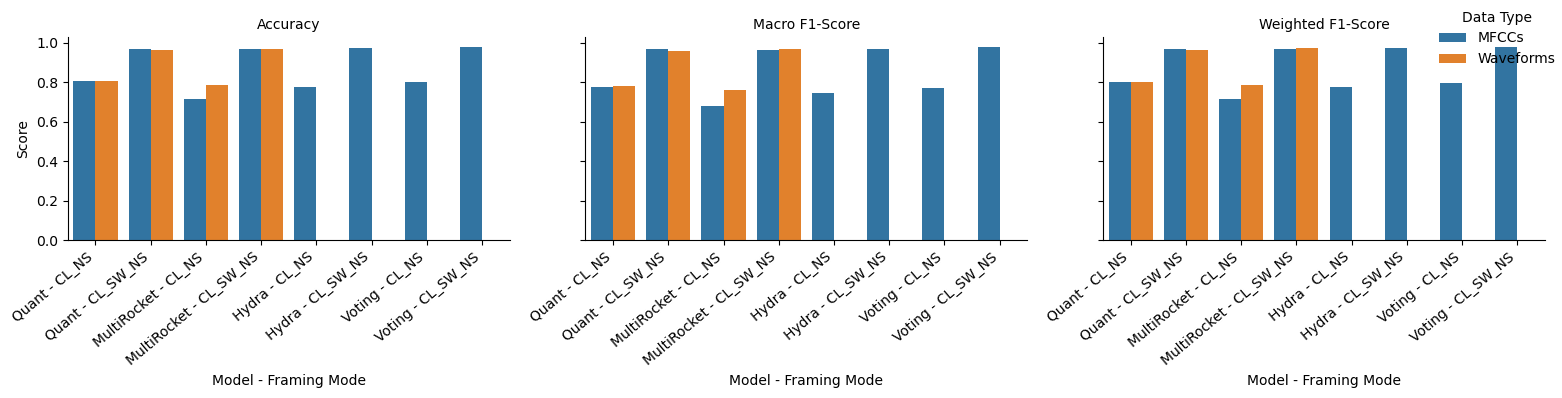 Accuracy
Macro F1-Score
Weighted F1-Score
Data Type
MFCCs
Waveforms
Score
1.0
0.8
0.6
0.4
0.2
0.0
Quant - CL_NS
Quant - CL_SW_NS
MultiRocket - CL_NS
MultiRocket - CL_SW_NS
Hydra - CL_NS
Hydra - CL_SW_NS
Voting - CL_NS
Voting - CL_SW_NS
Model - Framing Mode
Quant - CL_NS
Quant - CL_SW_NS
MultiRocket - CL_NS
MultiRocket - CL_SW_NS
Hydra - CL_NS
Hydra - CL_SW_NS
Voting - CL_NS
Voting - CL_SW_NS
Model - Framing Mode
Quant - CL_NS
Quant - CL_SW_NS
MultiRocket - CL_NS
MultiRocket - CL_SW_NS
Hydra - CL_NS
Hydra - CL_SW_NS
Voting - CL_NS
Voting - CL_SW_NS
Model - Framing Mode